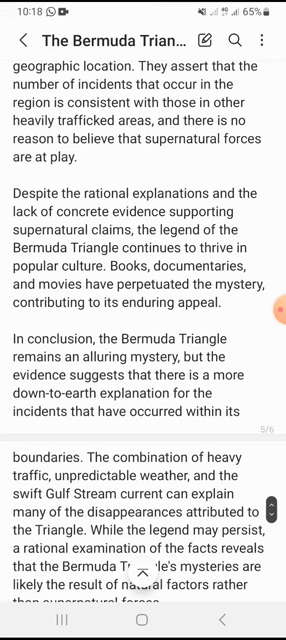 10:18
65%
The Bermuda Trian...
geographic location. They assert that the
number of incidents that occur in the
region is consistent with those in other
heavily trafficked areas, and there is no
reason to believe that supernatural forces
are at play.
Despite the rational explanations and the
lack of concrete evidence supporting
supernatural claims, the legend of the
Bermuda Triangle continues to thrive in
popular culture. Books, documentaries,
and movies have perpetuated the mystery,
contributing to its enduring appeal.
In conclusion, the Bermuda Triangle
remains an alluring mystery, but the
evidence suggests that there is a more
down-to-earth explanation for the
incidents that have occurred within its
5/6
boundaries. The combination of heavy
traffic, unpredictable weather, and the
swift Gulf Stream current can explain
many of the disappearances attributed to
the Triangle. While the legend may persist,
a rational examination of the facts reveals
that the Bermuda mysteries are
likely the result of natural factors rather
than supernatural forces